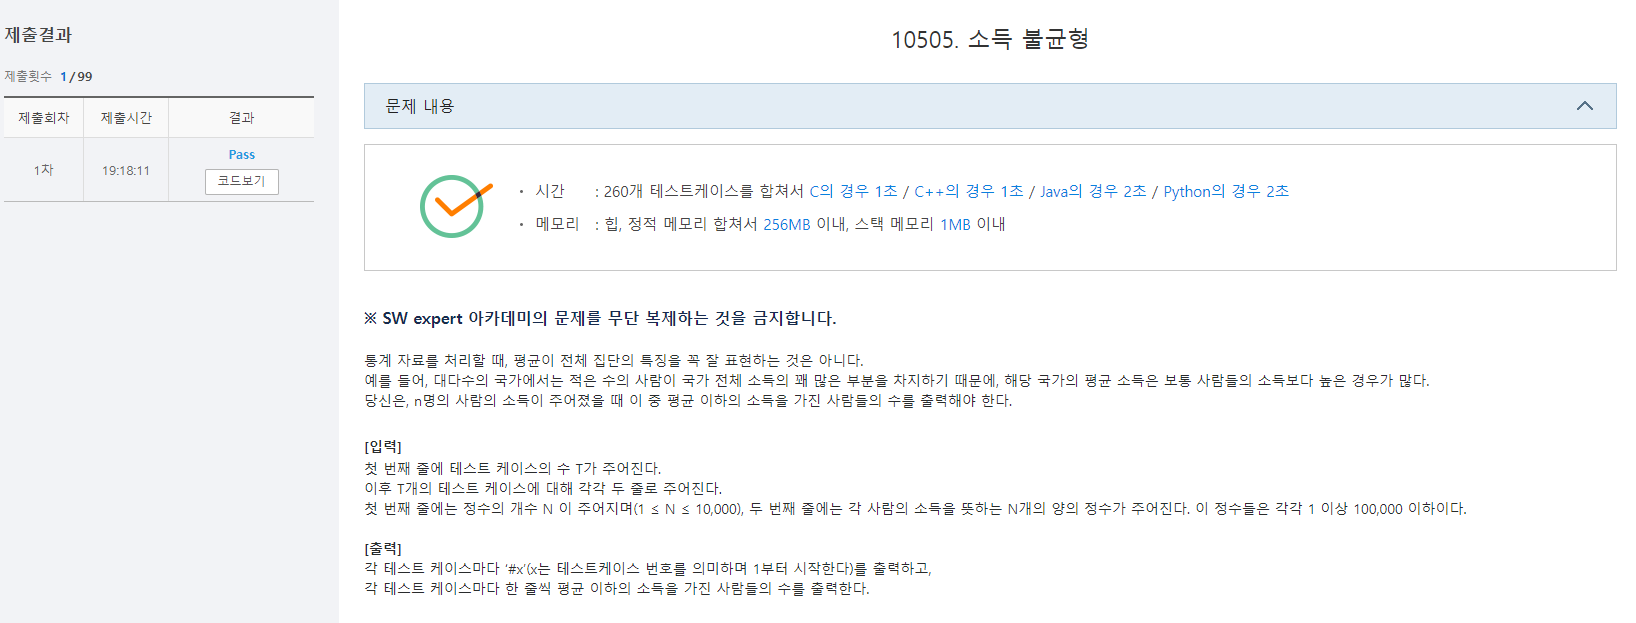 제출결과
제출횟수 1 / 99
제출회차 제출시간 결과
1차 19:18:11 Pass
코드보기
10505. 소득 불균형
문제 내용
• 시간 : 260개 테스트케이스를 합쳐서 C의 경우 1초 / C++의 경우 1초 / Java의 경우 2초 / Python의 경우 2초
• 메모리 : 힙, 정적 메모리 합쳐서 256MB 이내, 스택 메모리 1MB 이내
※ SW expert 아카데미의 문제를 무단 복제하는 것을 금지합니다.
통계 자료를 처리할 때, 평균이 전체 집단의 특징을 꼭 잘 표현하는 것은 아니다.
예를 들어, 대다수의 국가에서는 적은 수의 사람이 국가 전체 소득의 꽤 많은 부분을 차지하기 때문에, 해당 국가의 평균 소득은 보통 사람들의 소득보다 높은 경우가 많다.
당신은, n명의 사람의 소득이 주어졌을 때 이 중 평균 이하의 소득을 가진 사람들의 수를 출력해야 한다.
[입력]
첫 번째 줄에 테스트 케이스의 수 T가 주어진다.
이후 T개의 테스트 케이스에 대해 각각 두 줄로 주어진다.
첫 번째 줄에는 정수의 개수 N 이 주어지며(1 ≤ N ≤ 10,000), 두 번째 줄에는 각 사람의 소득을 뜻하는 N개의 양의 정수가 주어진다. 이 정수들은 각각 1 이상 100,000 이하이다.
[출력]
각 테스트 케이스마다 ‘#x’(x는 테스트케이스 번호를 의미하며 1부터 시작한다)를 출력하고,
각 테스트 케이스마다 한 줄씩 평균 이하의 소득을 가진 사람들의 수를 출력한다.